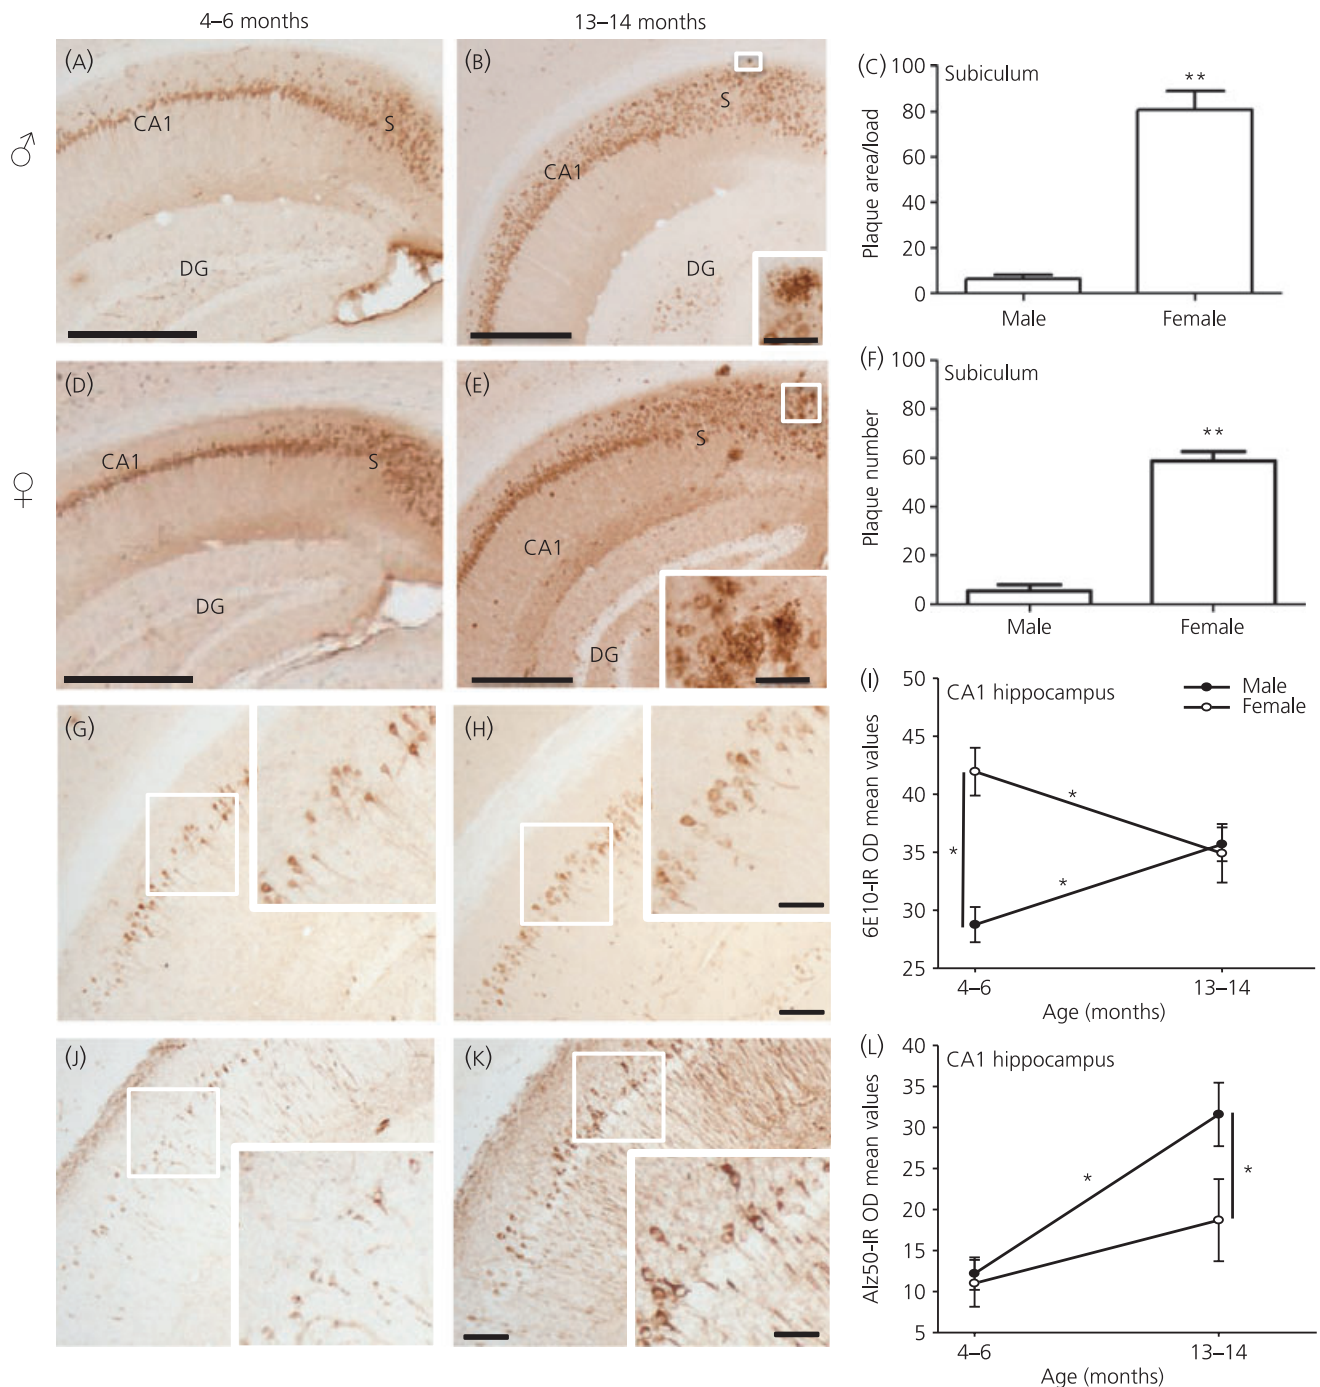 4–6 months
13–14 months
♂
(A)
CA1
S
DG
(B)
S
CA1
DG
(C)
Subiculum
Plaque area/load
100
80
60
40
20
0
**
Male
Female
♀
(D)
CA1
S
DG
(E)
S
CA1
DG
(F)
Subiculum
Plaque number
100
80
60
40
20
0
**
Male
Female
(G)
(H)
(I)
CA1 hippocampus
Male
Female
6E10-IR OD mean values
50
45
40
35
30
25
*
*
*
4–6
13–14
Age (months)
(J)
(K)
(L)
CA1 hippocampus
Alz50-IR OD mean values
40
35
30
25
20
15
10
5
*
*
4–6
13–14
Age (months)